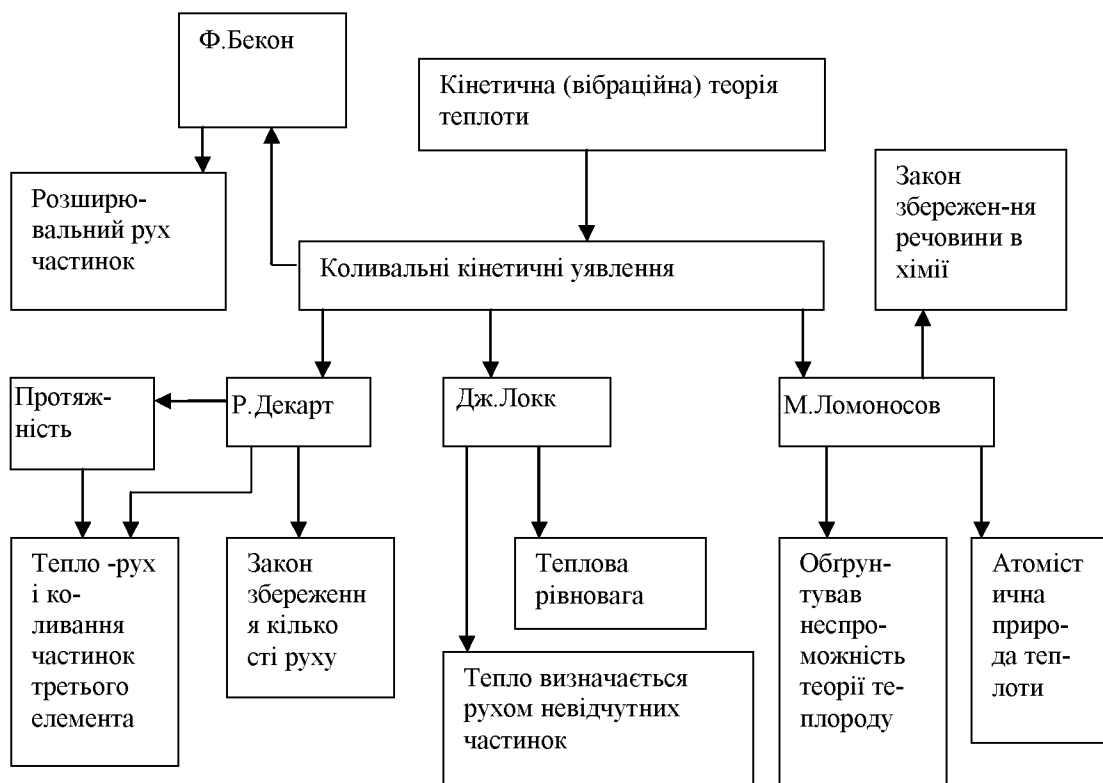 Ф.Бекон
Кінетична (вібраційна) теорія
теплоти
Розширю-
вальний рух
частинок
Закон
збережен-ня
речовини в
хімії
Коливальні кінетичні уявлення
Протяж-
ність
Р.Декарт
Дж.Локк
М.Ломоносов
Тепло -рух
і ко-
ливання
частинок
третього
елемента
Закон
збереженн
я кілько
сті руху
Теплова
рівновага
Тепло визначається
рухом невідчутних
частинок
Обґрун-
тував
неспро-
можність
теорії те-
плороду
Атоміст
ична
приро-
да теп-
лоти